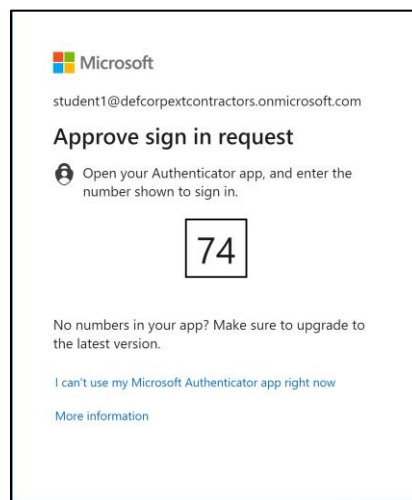 Microsoft
student1@defcorpextcontractors.onmicrosoft.com
Approve sign in request
Open your Authenticator app, and enter the
number shown to sign in.
74
No numbers in your app? Make sure to upgrade to
the latest version.
I can't use my Microsoft Authenticator app right now
More information